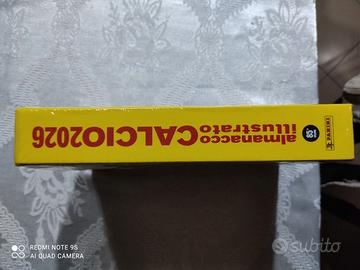 almanacco
illustrato
CALCIO2026
PANINI
REDMI NOTE 9S
AI QUAD CAMERA
subito